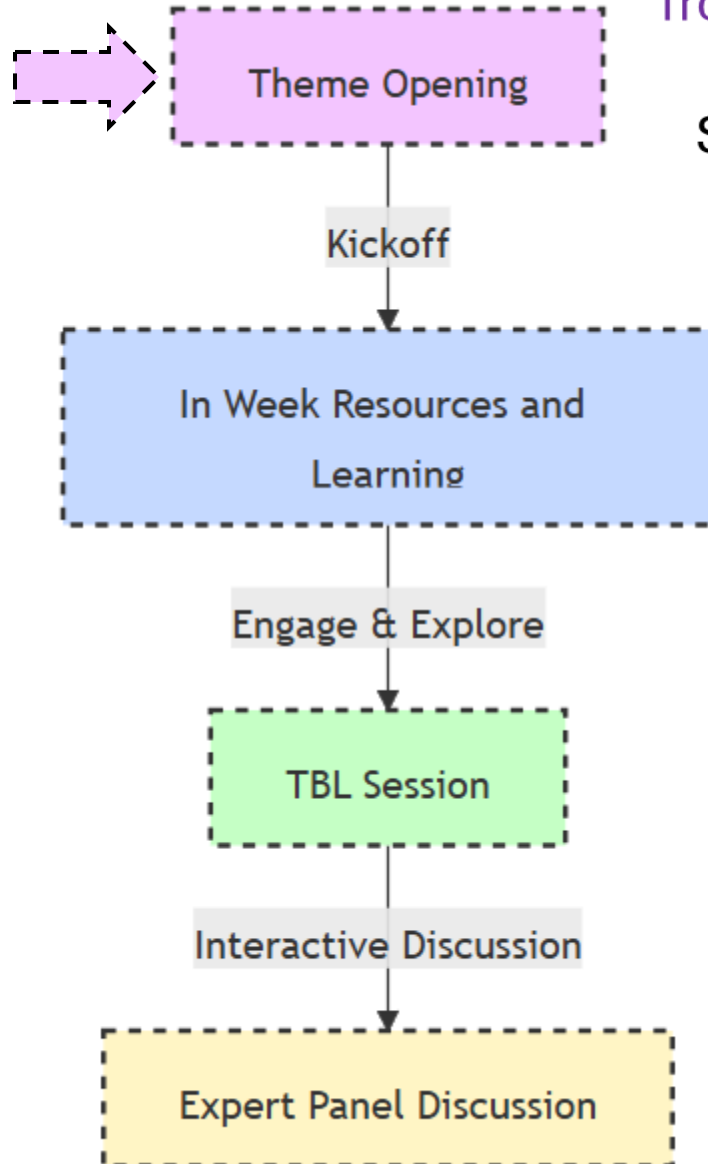 Theme Opening
Kickoff
In Week Resources and
Learning
Engage & Explore
TBL Session
Interactive Discussion
Expert Panel Discussion